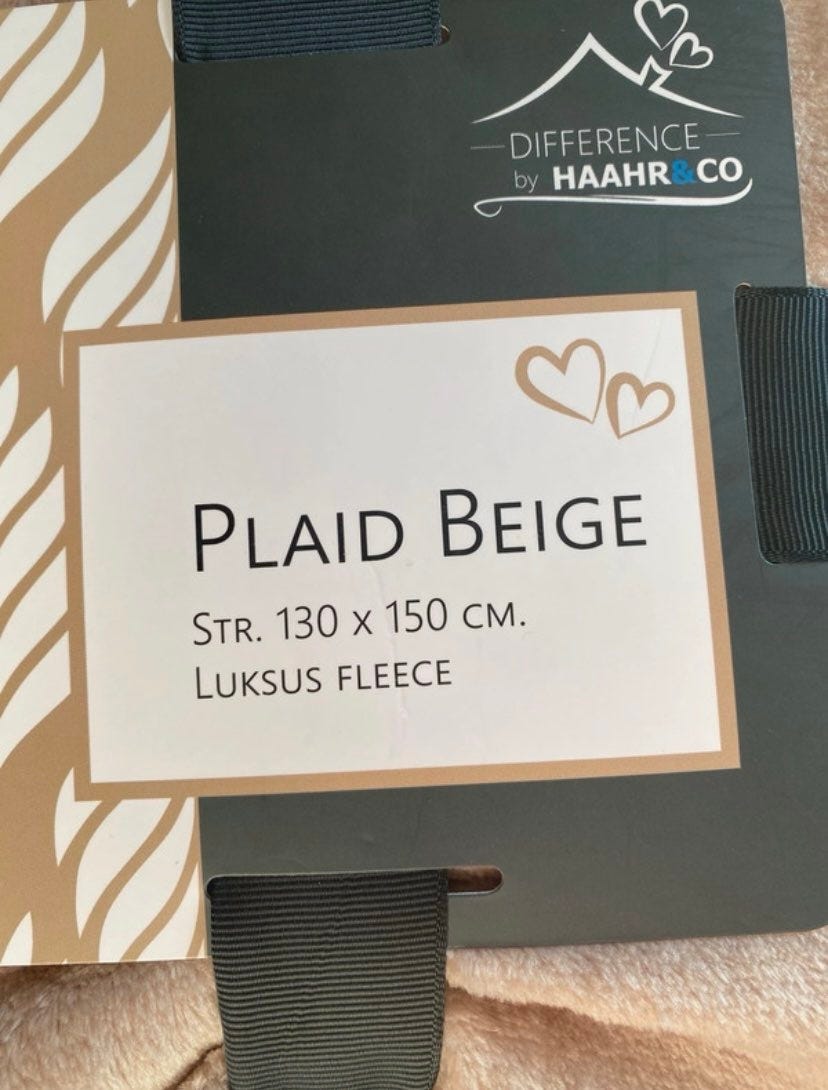 DIFFERENCE
by HAAHR&CO
PLAID BEIGE
STR. 130 X 150 CM.
LUKSUS FLEECE